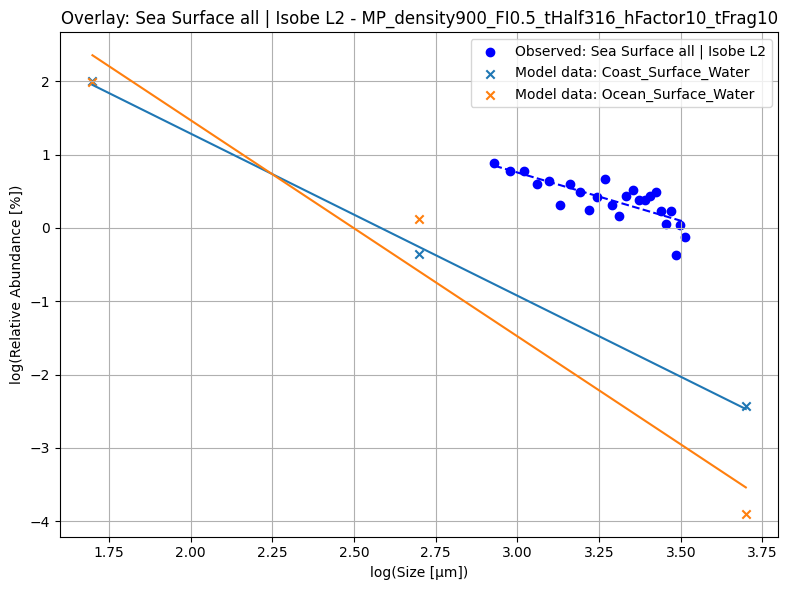 Overlay: Sea Surface all | Isobe L2 - MP_density900_FI0.5_tHalf316_hFactor10_tFrag10
Observed: Sea Surface all | Isobe L2
Model data: Coast_Surface_Water
Model data: Ocean_Surface_Water
log(Relative Abundance [%])
2
1
0
−1
−2
−3
−4
1.75 2.00 2.25 2.50 2.75 3.00 3.25 3.50 3.75
log(Size [μm])